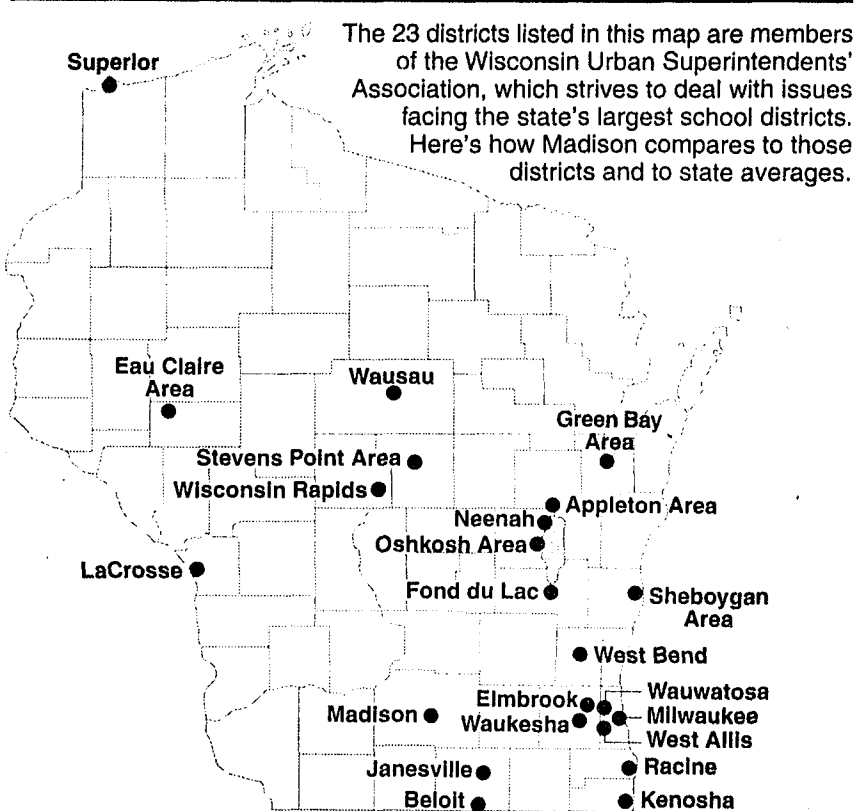 The 23 districts listed in this map are members
of the Wisconsin Urban Superintendents'
Association, which strives to deal with issues
facing the state's largest school districts.
Here's how Madison compares to those
districts and to state averages.
Superior
Eau Claire
Area
Wausau
Green Bay
Area
Stevens Point Area
Wisconsin Rapids
Appleton Area
Neenah
Oshkosh Area
LaCrosse
Fond du Lac
Sheboygan
Area
West Bend
Elmbrook
Wauwatosa
Madison
Waukesha
Milwaukee
West Allis
Janesville
Racine
Beloit
Kenosha